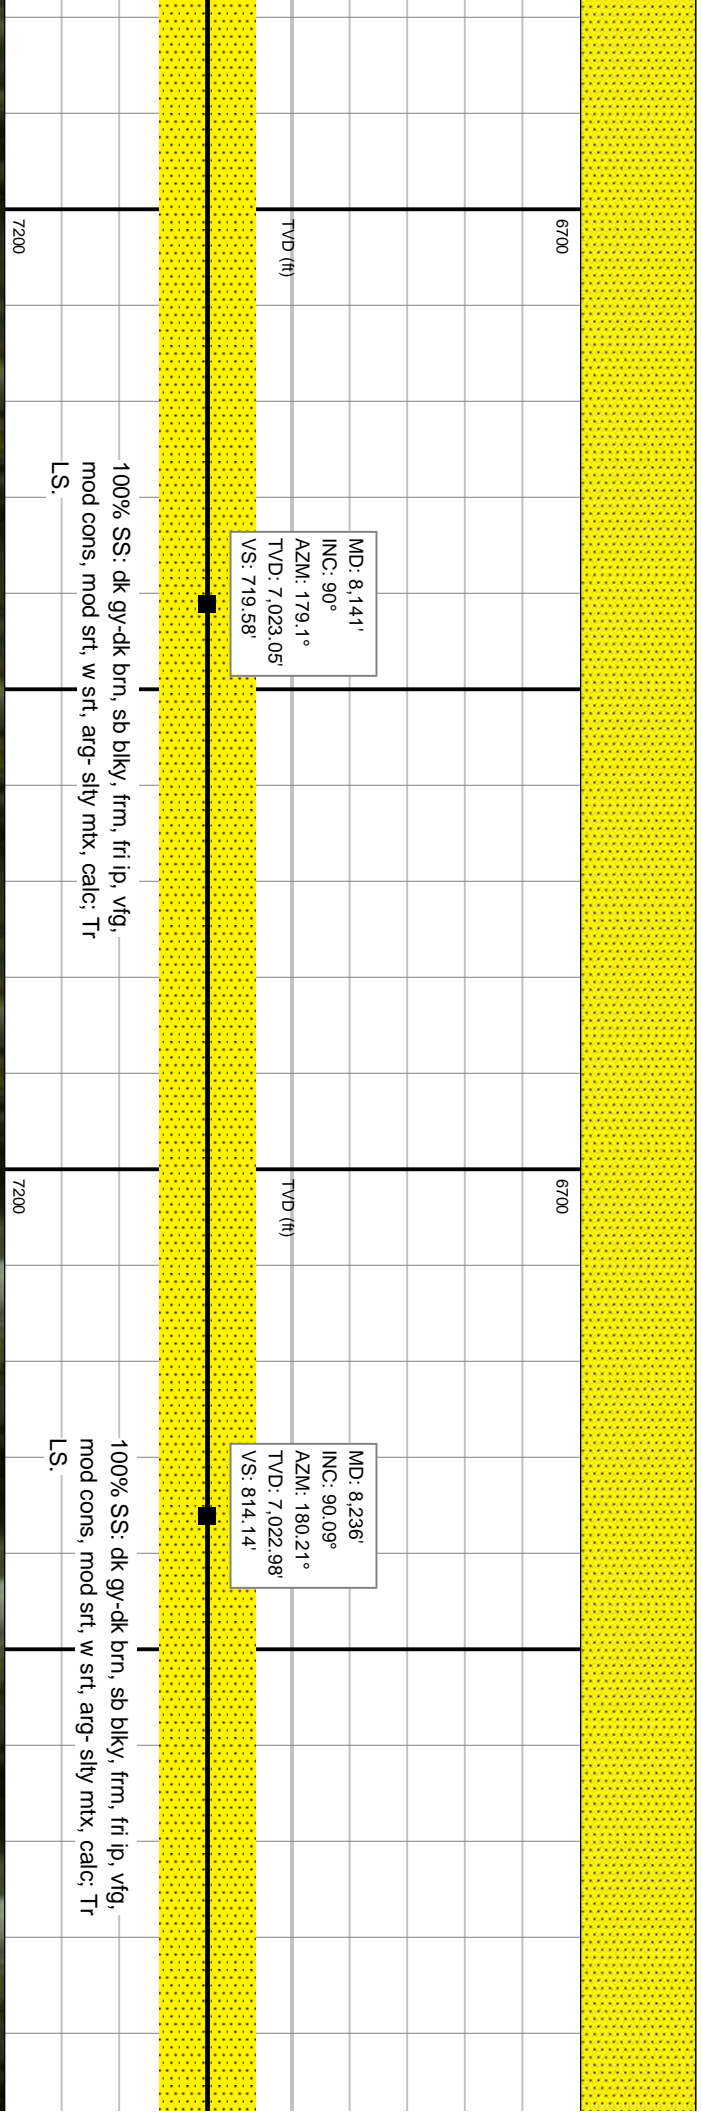 6700
TVD (ft)
7200
MD: 8,141'
INC: 90°
AZM: 179.1°
TVD: 7,023.05'
VS: 719.58'
100% SS: dk gy-dk brn, sb blky, frm, fri ip, vfg,
mod cons, mod srt, w srt, arg- slty mtx, calc; Tr
LS.
6700
TVD (ft)
7200
MD: 8,236'
INC: 90.09°
AZM: 180.21°
TVD: 7,022.98'
VS: 814.14'
100% SS: dk gy-dk brn, sb blky, frm, fri ip, vfg,
mod cons, mod srt, w srt, arg- slty mtx, calc; Tr
LS.